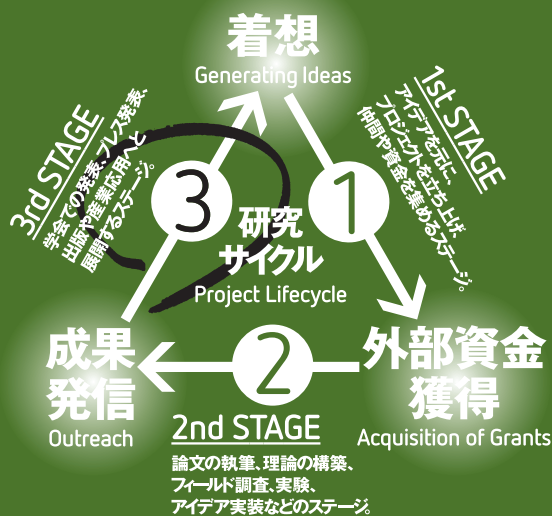 着想
Generating Ideas
1st STAGE
アイデアを元に、
プロジェクトを立ち上げ、
仲間や資金を集めるステージ。
3rd STAGE
学会での発表、プレス発表、
出版や産業応用へと
展開するステージ。
3
1
研究
サイクル
Project Lifecycle
成果
発信
Outreach
2
外部資金
獲得
Acquisition of Grants
2nd STAGE
論文の執筆、理論の構築、
フィールド調査、実験、
アイデア実装などのステージ。